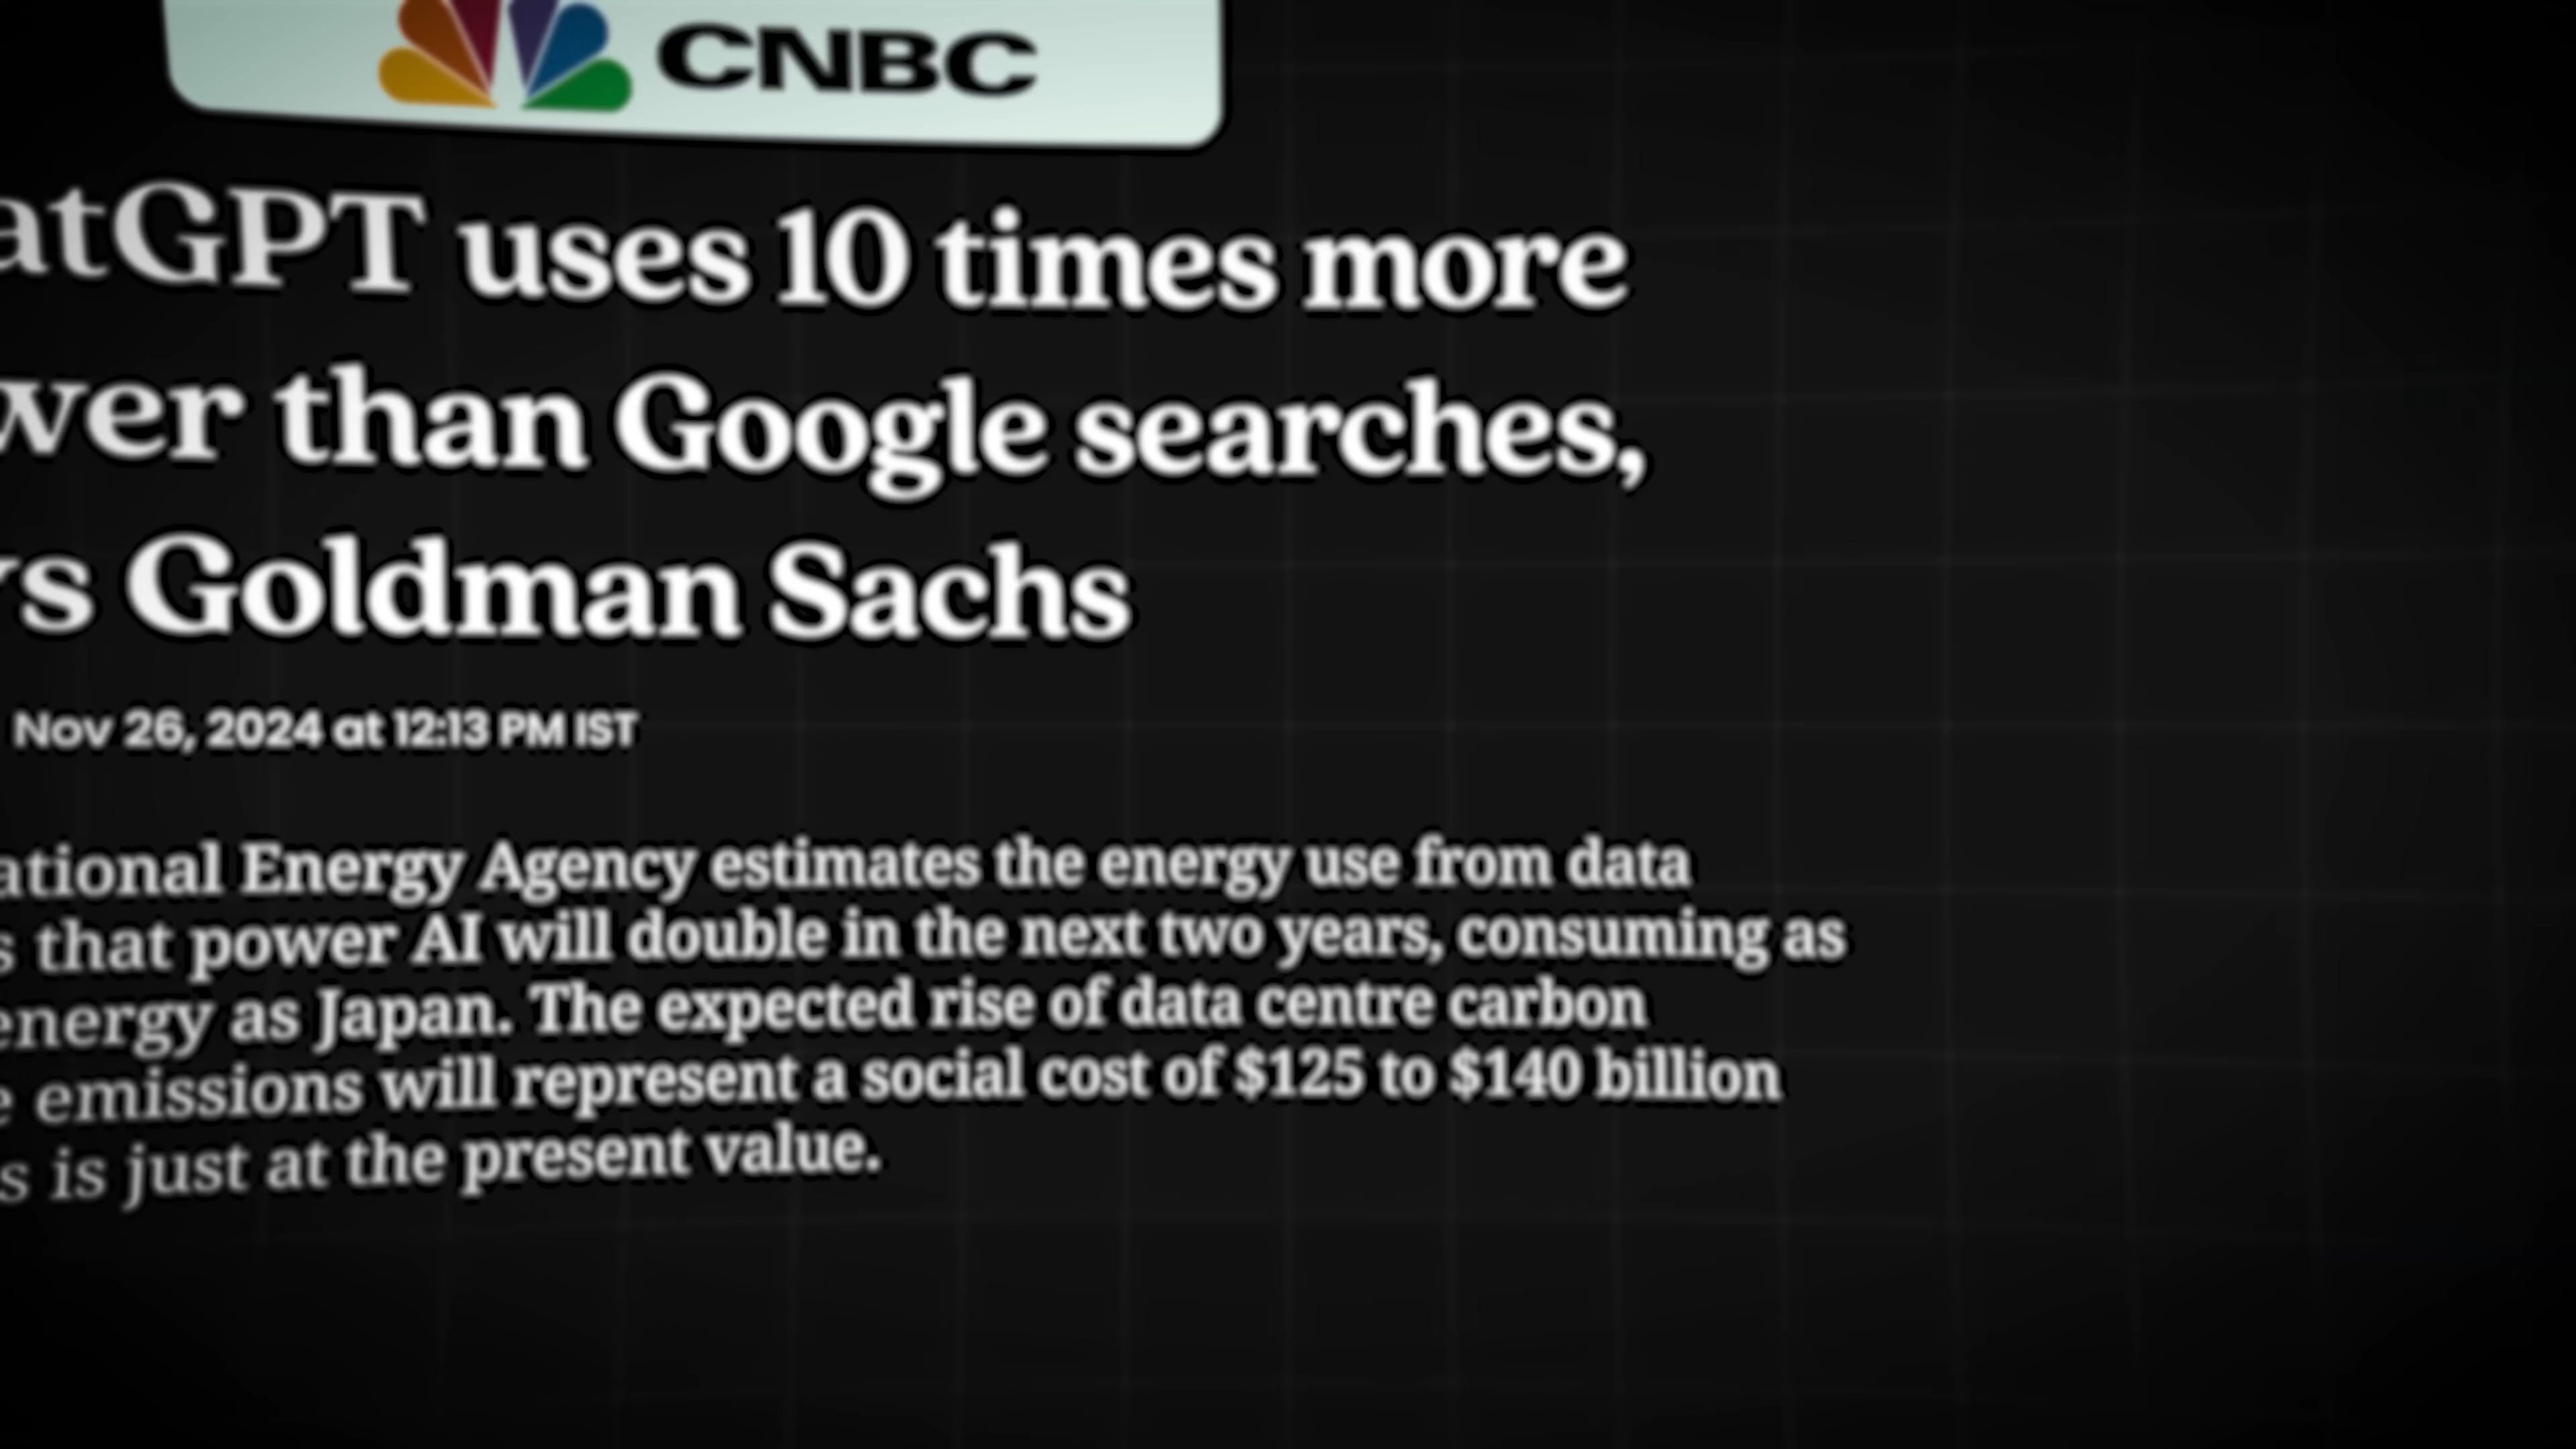 CNBC
atGPT uses 10 times more
wer than Google searches,
ys Goldman Sachs
Nov 26, 2024 at 12:13 PM IST
ational Energy Agency estimates the energy use from data
s that power AI will double in the next two years, consuming as
energy as Japan. The expected rise of data centre carbon
e emissions will represent a social cost of $125 to $140 billion
s is just at the present value.